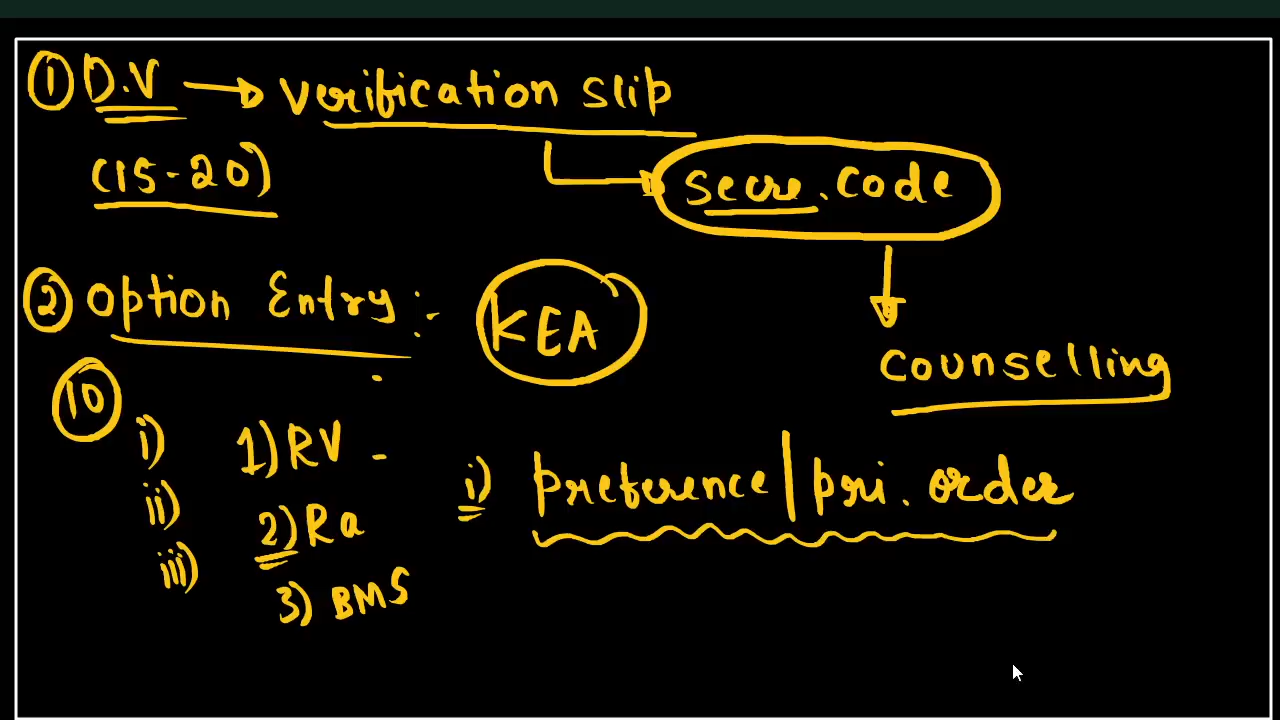 ① D.V → Verification Slip
(15-20)
secre. code
② Option Entry :- KEA
counselling
10
i) 1) RV -
ii) 2) Ra
iii) 3) BMS
i) preference | pri. order